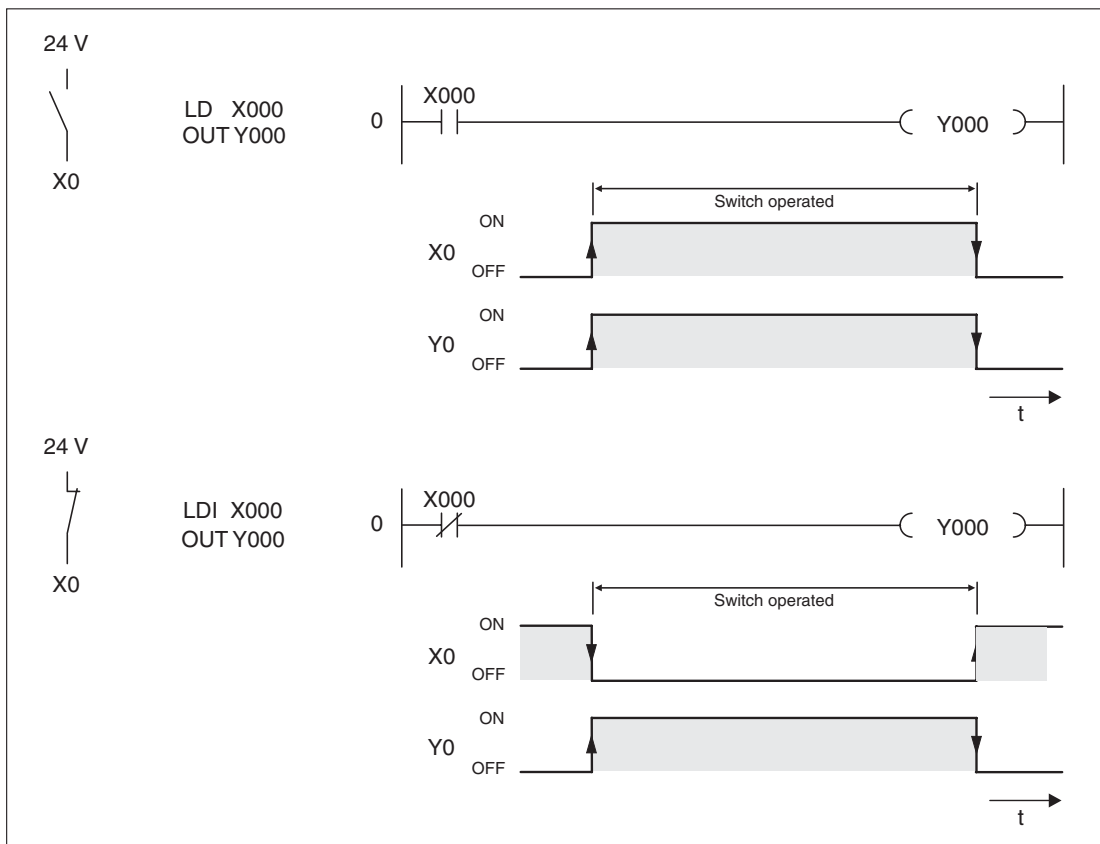 24 V
X0
LD X000
OUT Y000
0
X000
Y000
Switch operated
ON
X0
OFF
ON
Y0
OFF
t
24 V
X0
LDI X000
OUT Y000
0
X000
Y000
Switch operated
ON
X0
OFF
ON
Y0
OFF
t